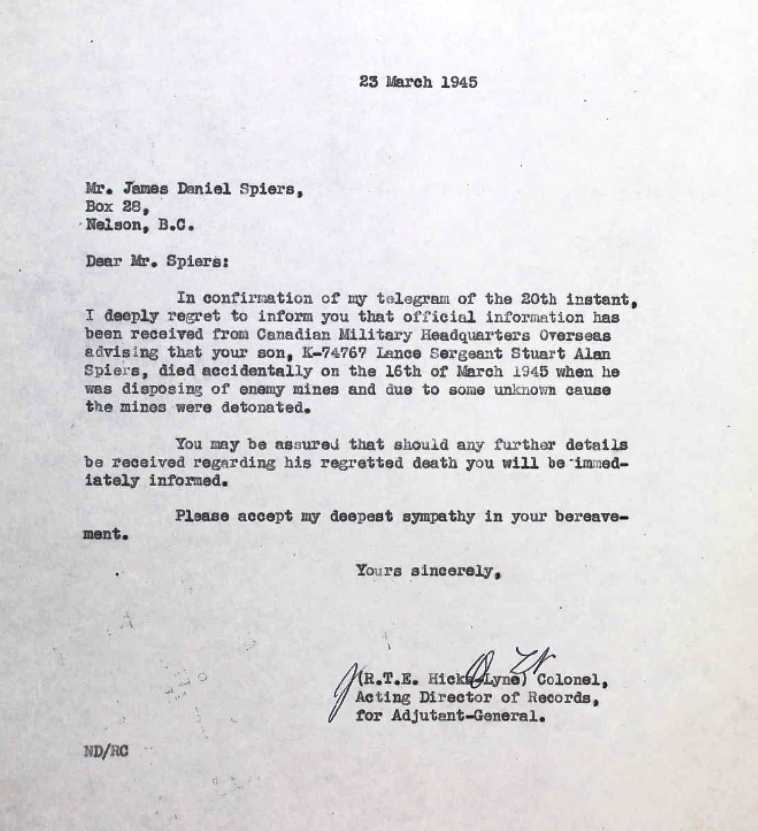 23 March 1945
Mr. James Daniel Spiers,
Box 28,
Nelson, B.C.
Dear Mr. Spiers:
In confirmation of my telegram of the 20th instant,
I deeply regret to inform you that official information has
been received from Canadian Military Headquarters Overseas
advising that your son, K-74767 Lance Sergeant Stuart Alan
Spiers, died accidentally on the 16th of March 1945 when he
was disposing of enemy mines and due to some unknown cause
the mines were detonated.
You may be assured that should any further details
be received regarding his regretted death you will be immed-
iately informed.
Please accept my deepest sympathy in your bereave-
ment.
Yours sincerely,
(R.T.E. Hicks-Lyne) Colonel,
Acting Director of Records,
for Adjutant-General.
ND/RC